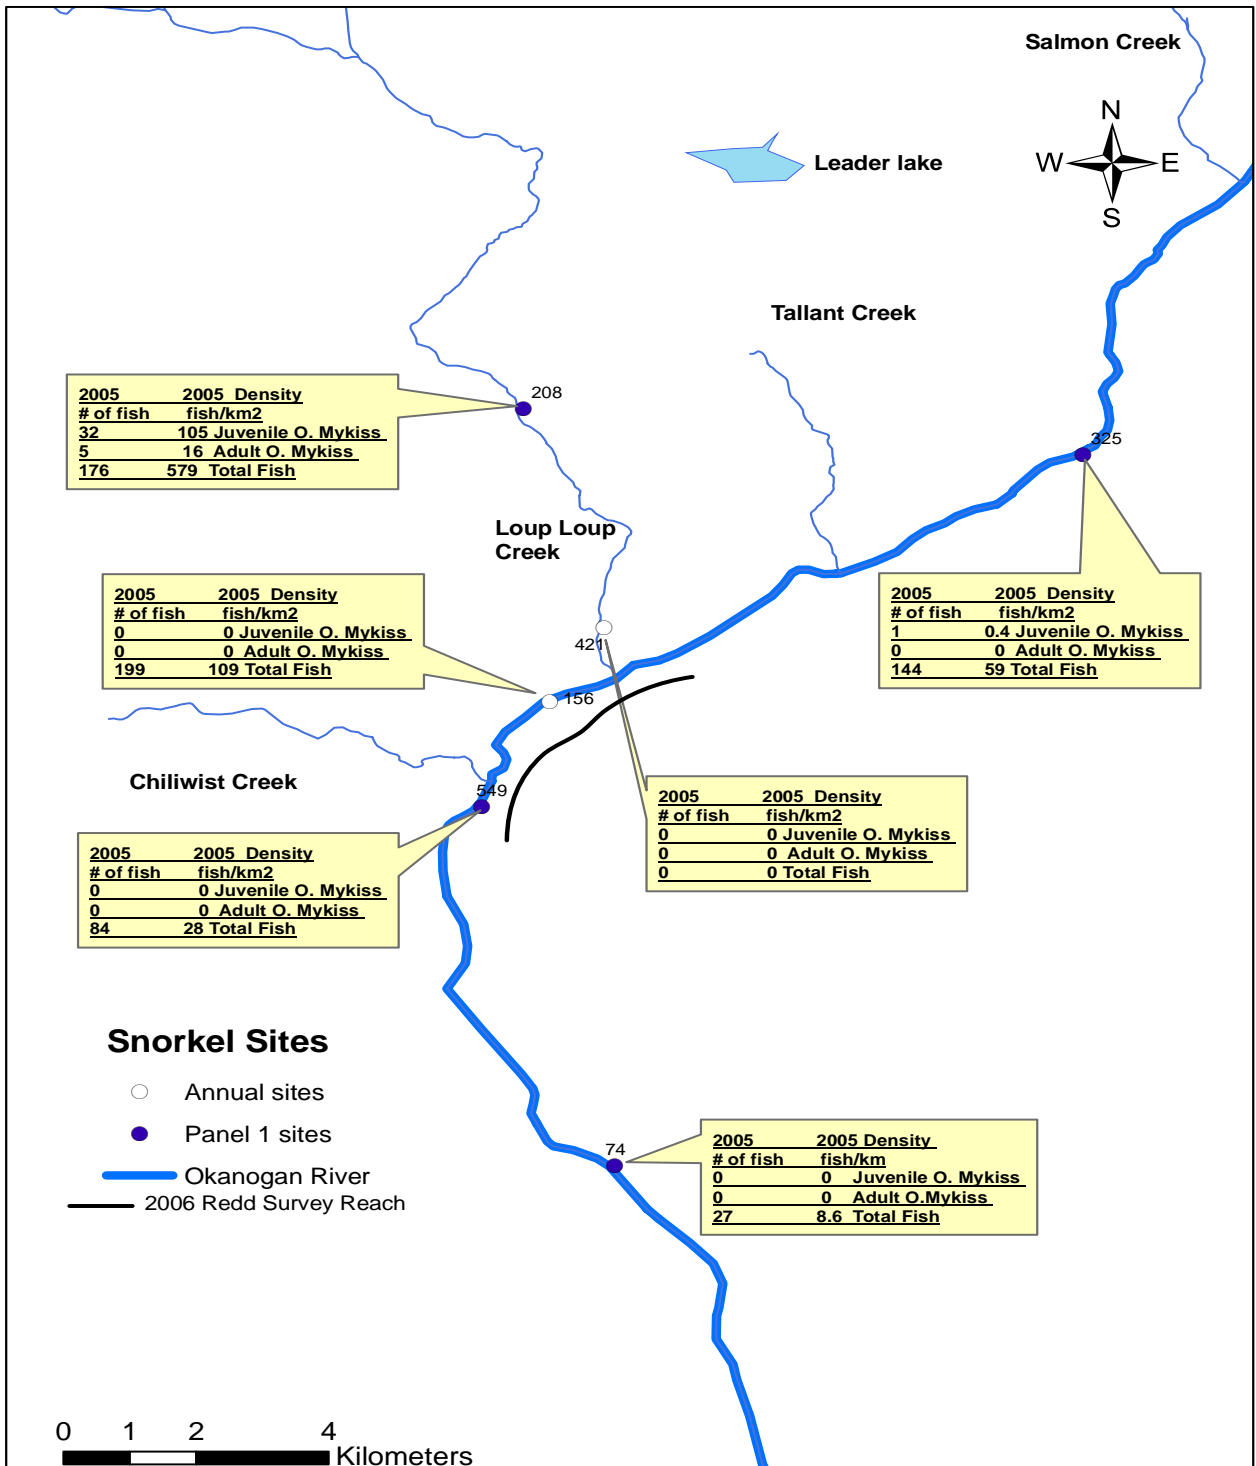 Salmon Creek
N
W E
S
Leader lake
Tallant Creek
208
2005 2005 Density
# of fish fish/km2
32 105 Juvenile O. Mykiss
5 16 Adult O. Mykiss
176 579 Total Fish
325
Loup Loup
Creek
2005 2005 Density
# of fish fish/km2
0 0 Juvenile O. Mykiss
0 0 Adult O. Mykiss
199 109 Total Fish
2005 2005 Density
# of fish fish/km2
1 0.4 Juvenile O. Mykiss
0 0 Adult O. Mykiss
144 59 Total Fish
421
156
Chiliwist Creek
549
2005 2005 Density
# of fish fish/km2
0 0 Juvenile O. Mykiss
0 0 Adult O. Mykiss
0 0 Total Fish
2005 2005 Density
# of fish fish/km2
0 0 Juvenile O. Mykiss
0 0 Adult O. Mykiss
84 28 Total Fish
Snorkel Sites
Annual sites
Panel 1 sites
Okanogan River
2006 Redd Survey Reach
74
2005 2005 Density
# of fish fish/km
0 0 Juvenile O. Mykiss
0 0 Adult O.Mykiss
27 8.6 Total Fish
0 1 2 4
Kilometers